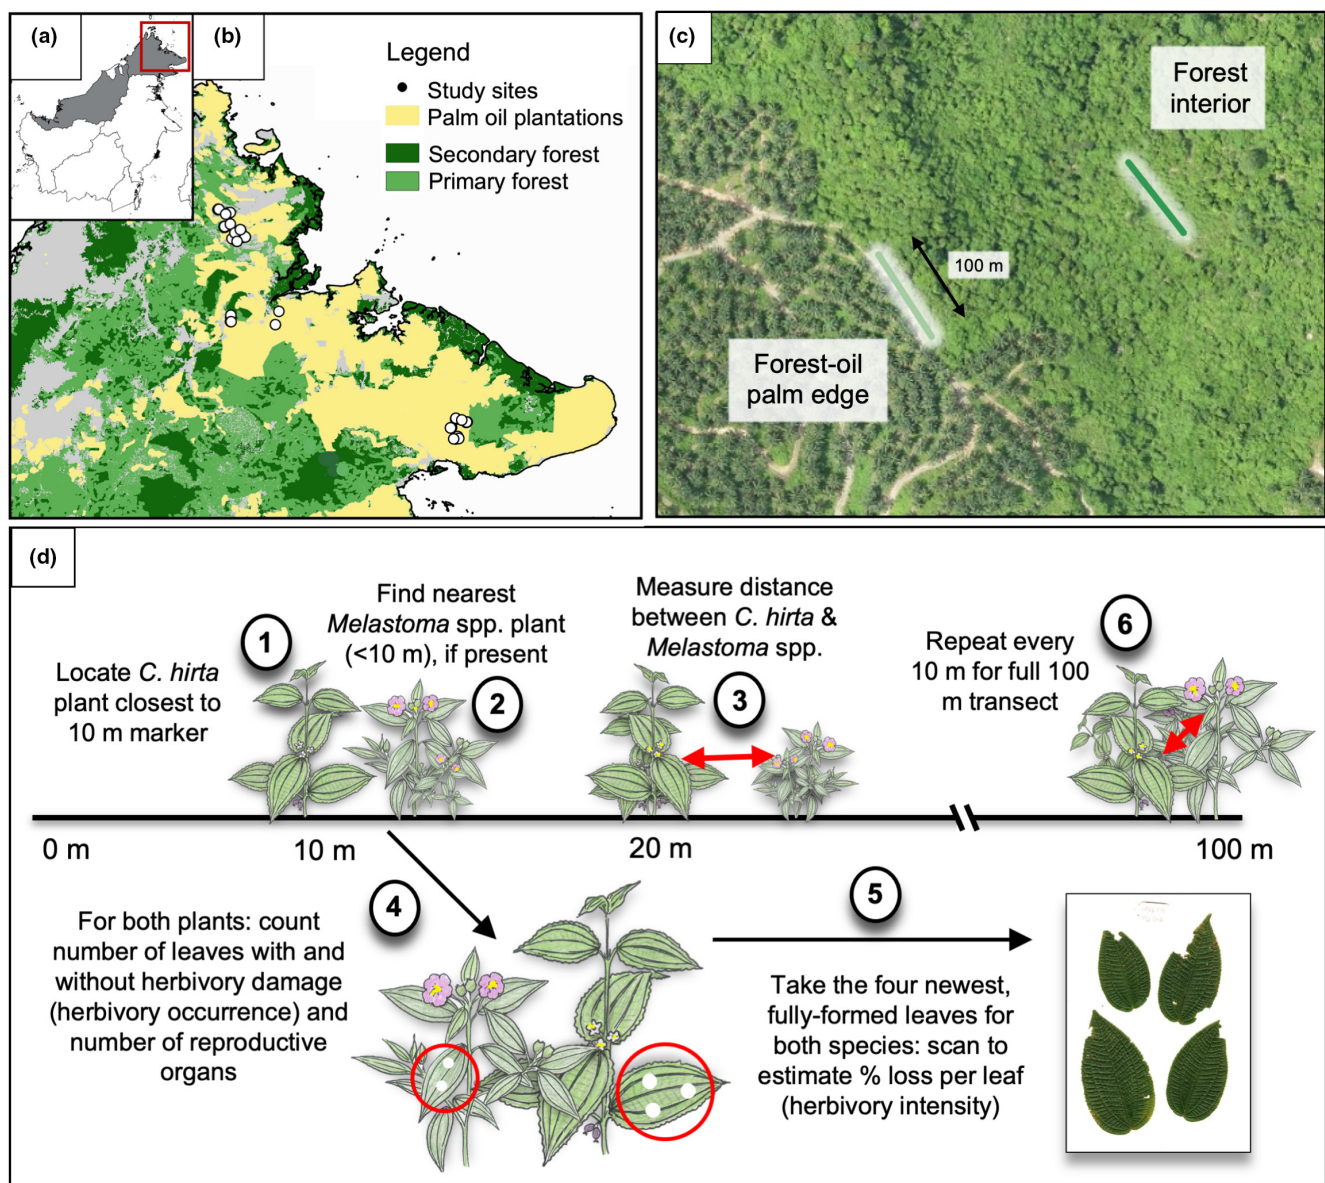 (a)
(b)
Legend
Study sites
Palm oil plantations
Secondary forest
Primary forest
(c)
Forest
interior
100 m
Forest-oil
palm edge
(d)
1
Locate C. hirta
plant closest to
10 m marker
Find nearest
Melastoma spp. plant
(<10 m), if present
2
Measure distance
between C. hirta &
Melastoma spp.
3
Repeat every
10 m for full 100
m transect
6
0 m
10 m
20 m
100 m
4
For both plants: count
number of leaves with and
without herbivory damage
(herbivory occurrence) and
number of reproductive
organs
5
Take the four newest,
fully-formed leaves for
both species: scan to
estimate % loss per leaf
(herbivory intensity)